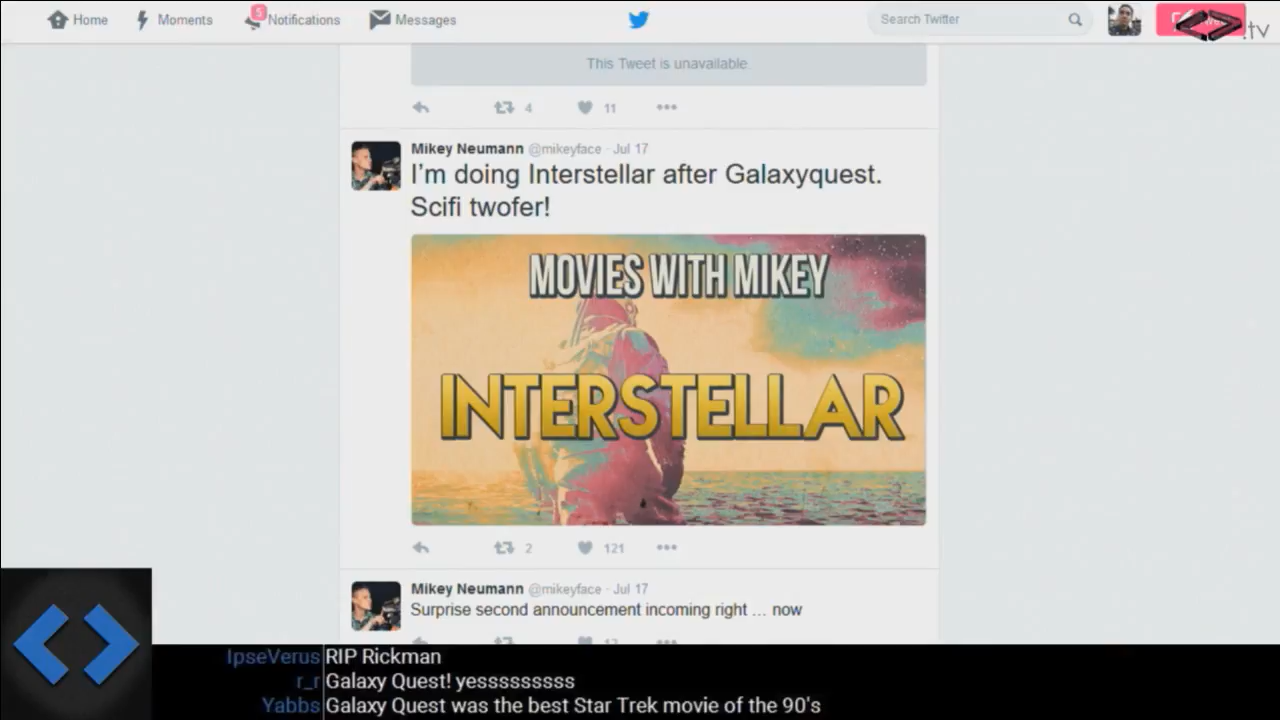 Home
Moments
5
Notifications
Messages
Search Twitter
.tv
This Tweet is unavailable.
4
11
Mikey Neumann @mikeyface · Jul 17
I'm doing Interstellar after Galaxyquest.
Scifi twofer!
MOVIES WITH MIKEY
INTERSTELLAR
2
121
Mikey Neumann @mikeyface · Jul 17
Surprise second announcement incoming right ... now
IpseVerus RIP Rickman
r_r Galaxy Quest! yesssssssss
Yabbs Galaxy Quest was the best Star Trek movie of the 90's